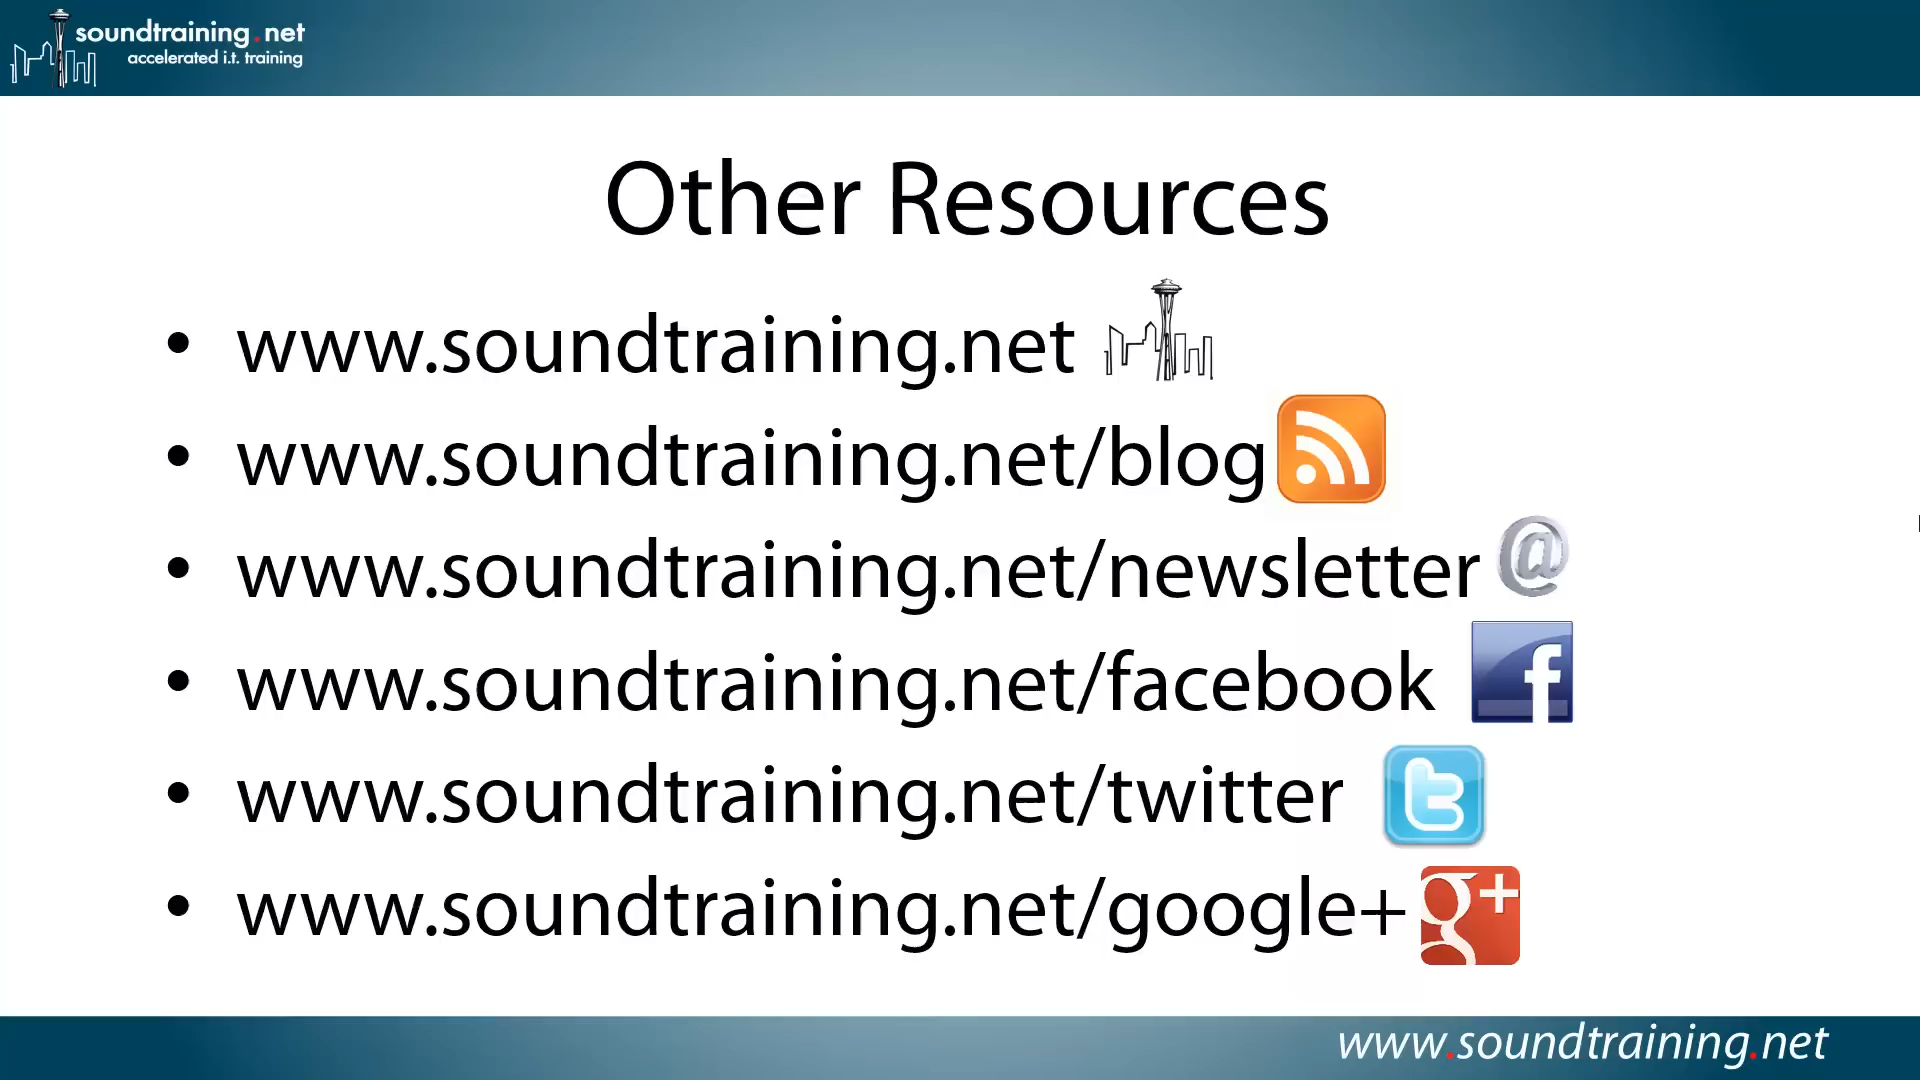 soundtraining.net
accelerated i.t. training
Other Resources
• www.soundtraining.net
• www.soundtraining.net/blog
• www.soundtraining.net/newsletter @
• www.soundtraining.net/facebook f
• www.soundtraining.net/twitter t
• www.soundtraining.net/google+ g+
www.soundtraining.net